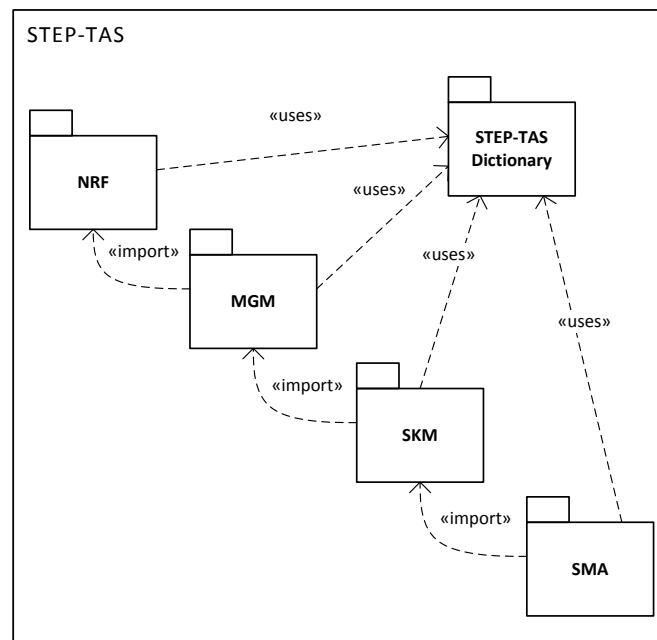 STEP-TAS
«uses»
STEP-TAS
Dictionary
NRF
«uses»
«import»
«uses»
MGM
«uses»
«import»
SKM
«import»
SMA